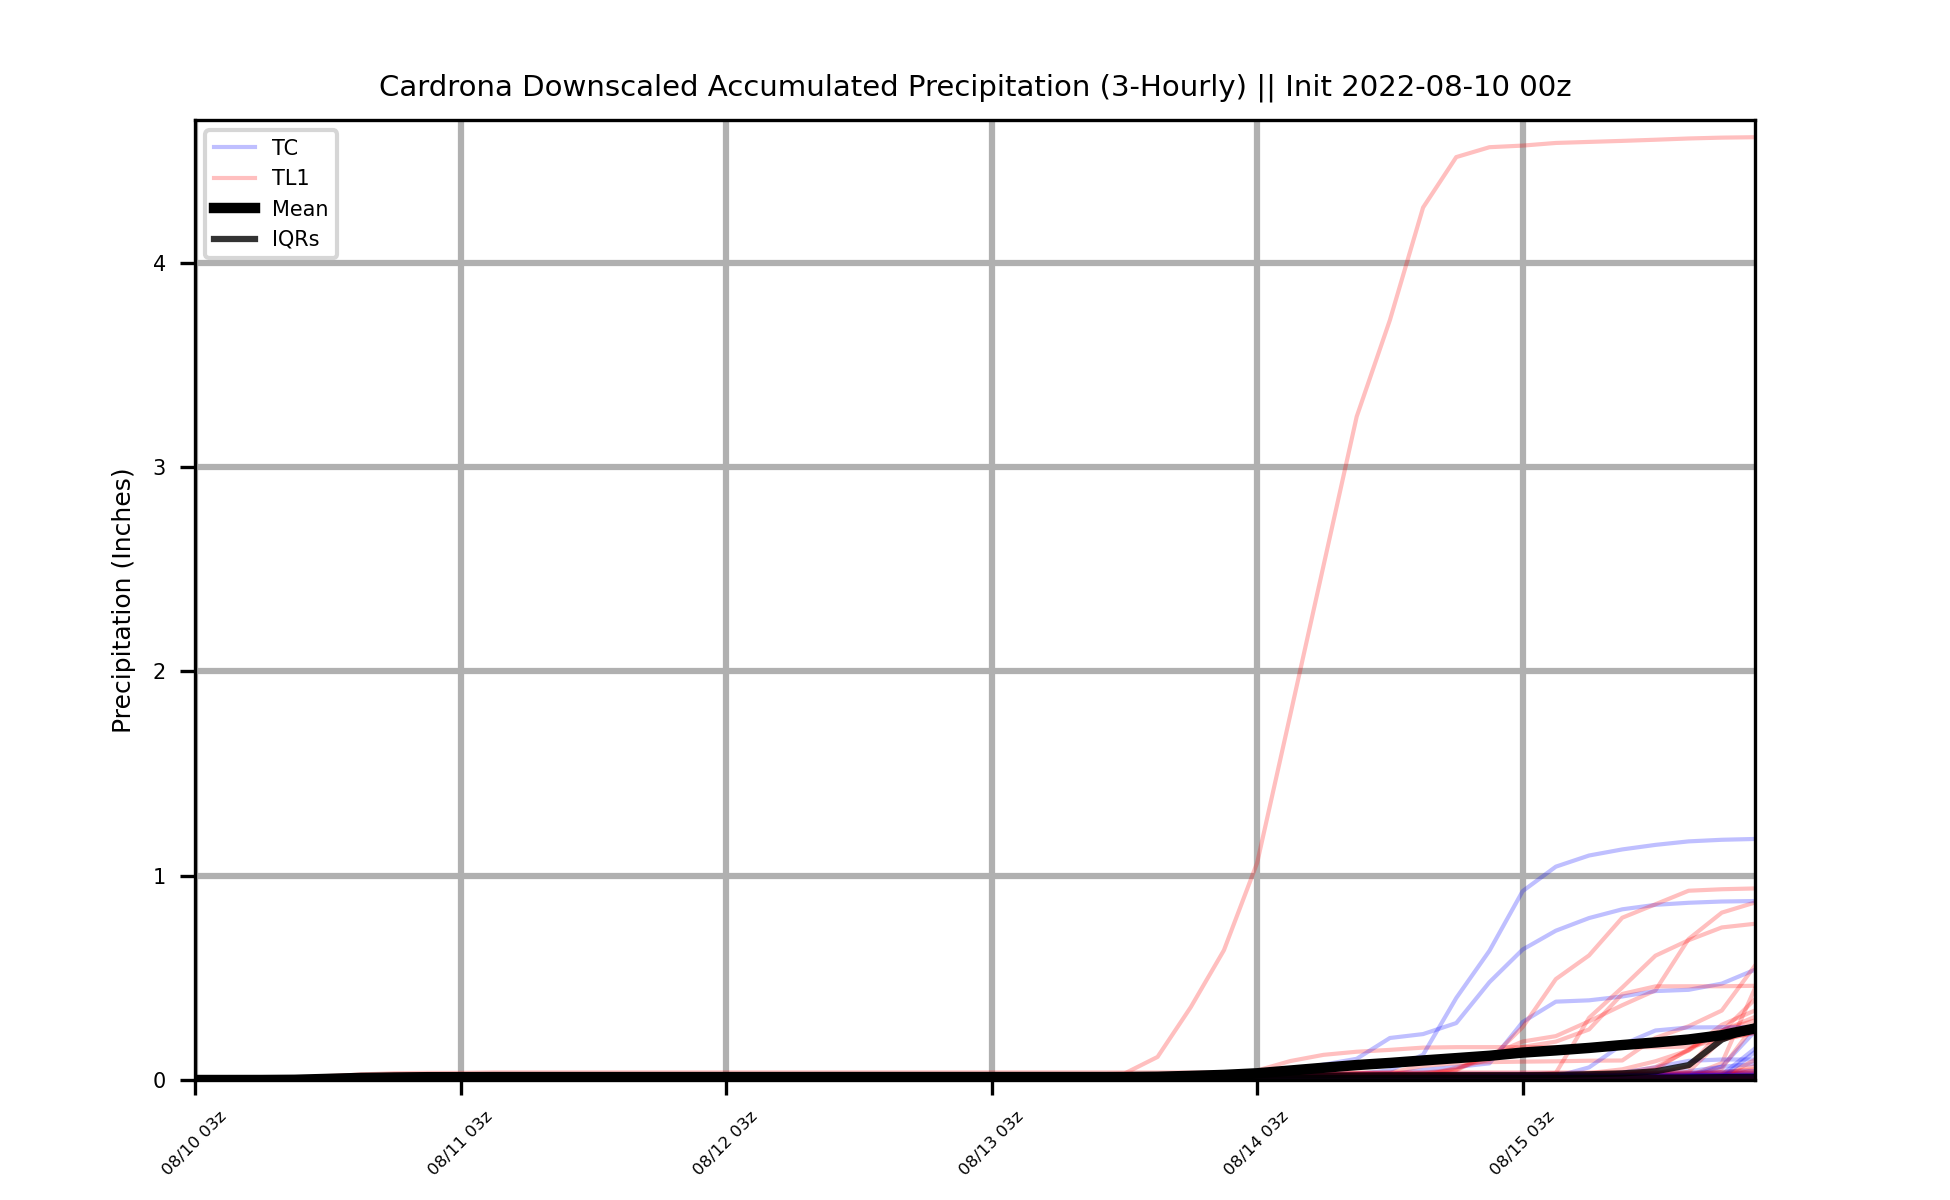 Cardrona Downscaled Accumulated Precipitation (3-Hourly) || Init 2022-08-10 00z
TC
TL1
Mean
IQRs
Precipitation (Inches)
4
3
2
1
0
08/10 03z
08/11 03z
08/12 03z
08/13 03z
08/14 03z
08/15 03z